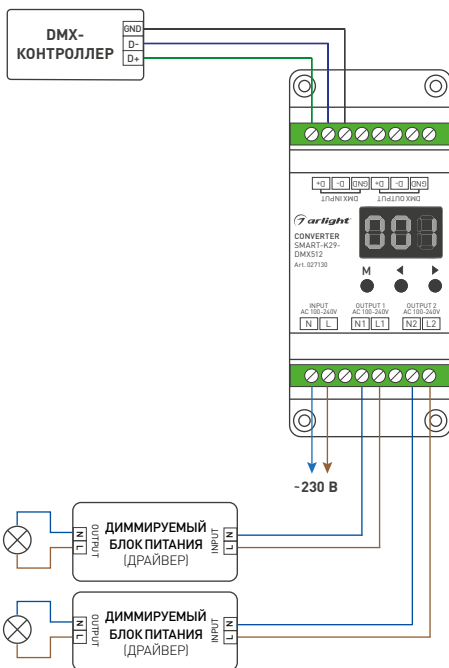 DMX-
КОНТРОЛЛЕР
GND
D-
D+
D+ D- GND D+ D- GND
DMX INPUT DMX OUTPUT
arlight®
CONVERTER
SMART-K29-
DMX512
Art. 027130
001
M ◀ ▶
INPUT
AC 100-240V
OUTPUT 1
AC 100-240V
OUTPUT 2
AC 100-240V
N L N1 L1 N2 L2
~230 В
N
L
OUTPUT
ДИММИРУЕМЫЙ
БЛОК ПИТАНИЯ
(ДРАЙВЕР)
INPUT
N
L
N
L
OUTPUT
ДИММИРУЕМЫЙ
БЛОК ПИТАНИЯ
(ДРАЙВЕР)
INPUT
N
L